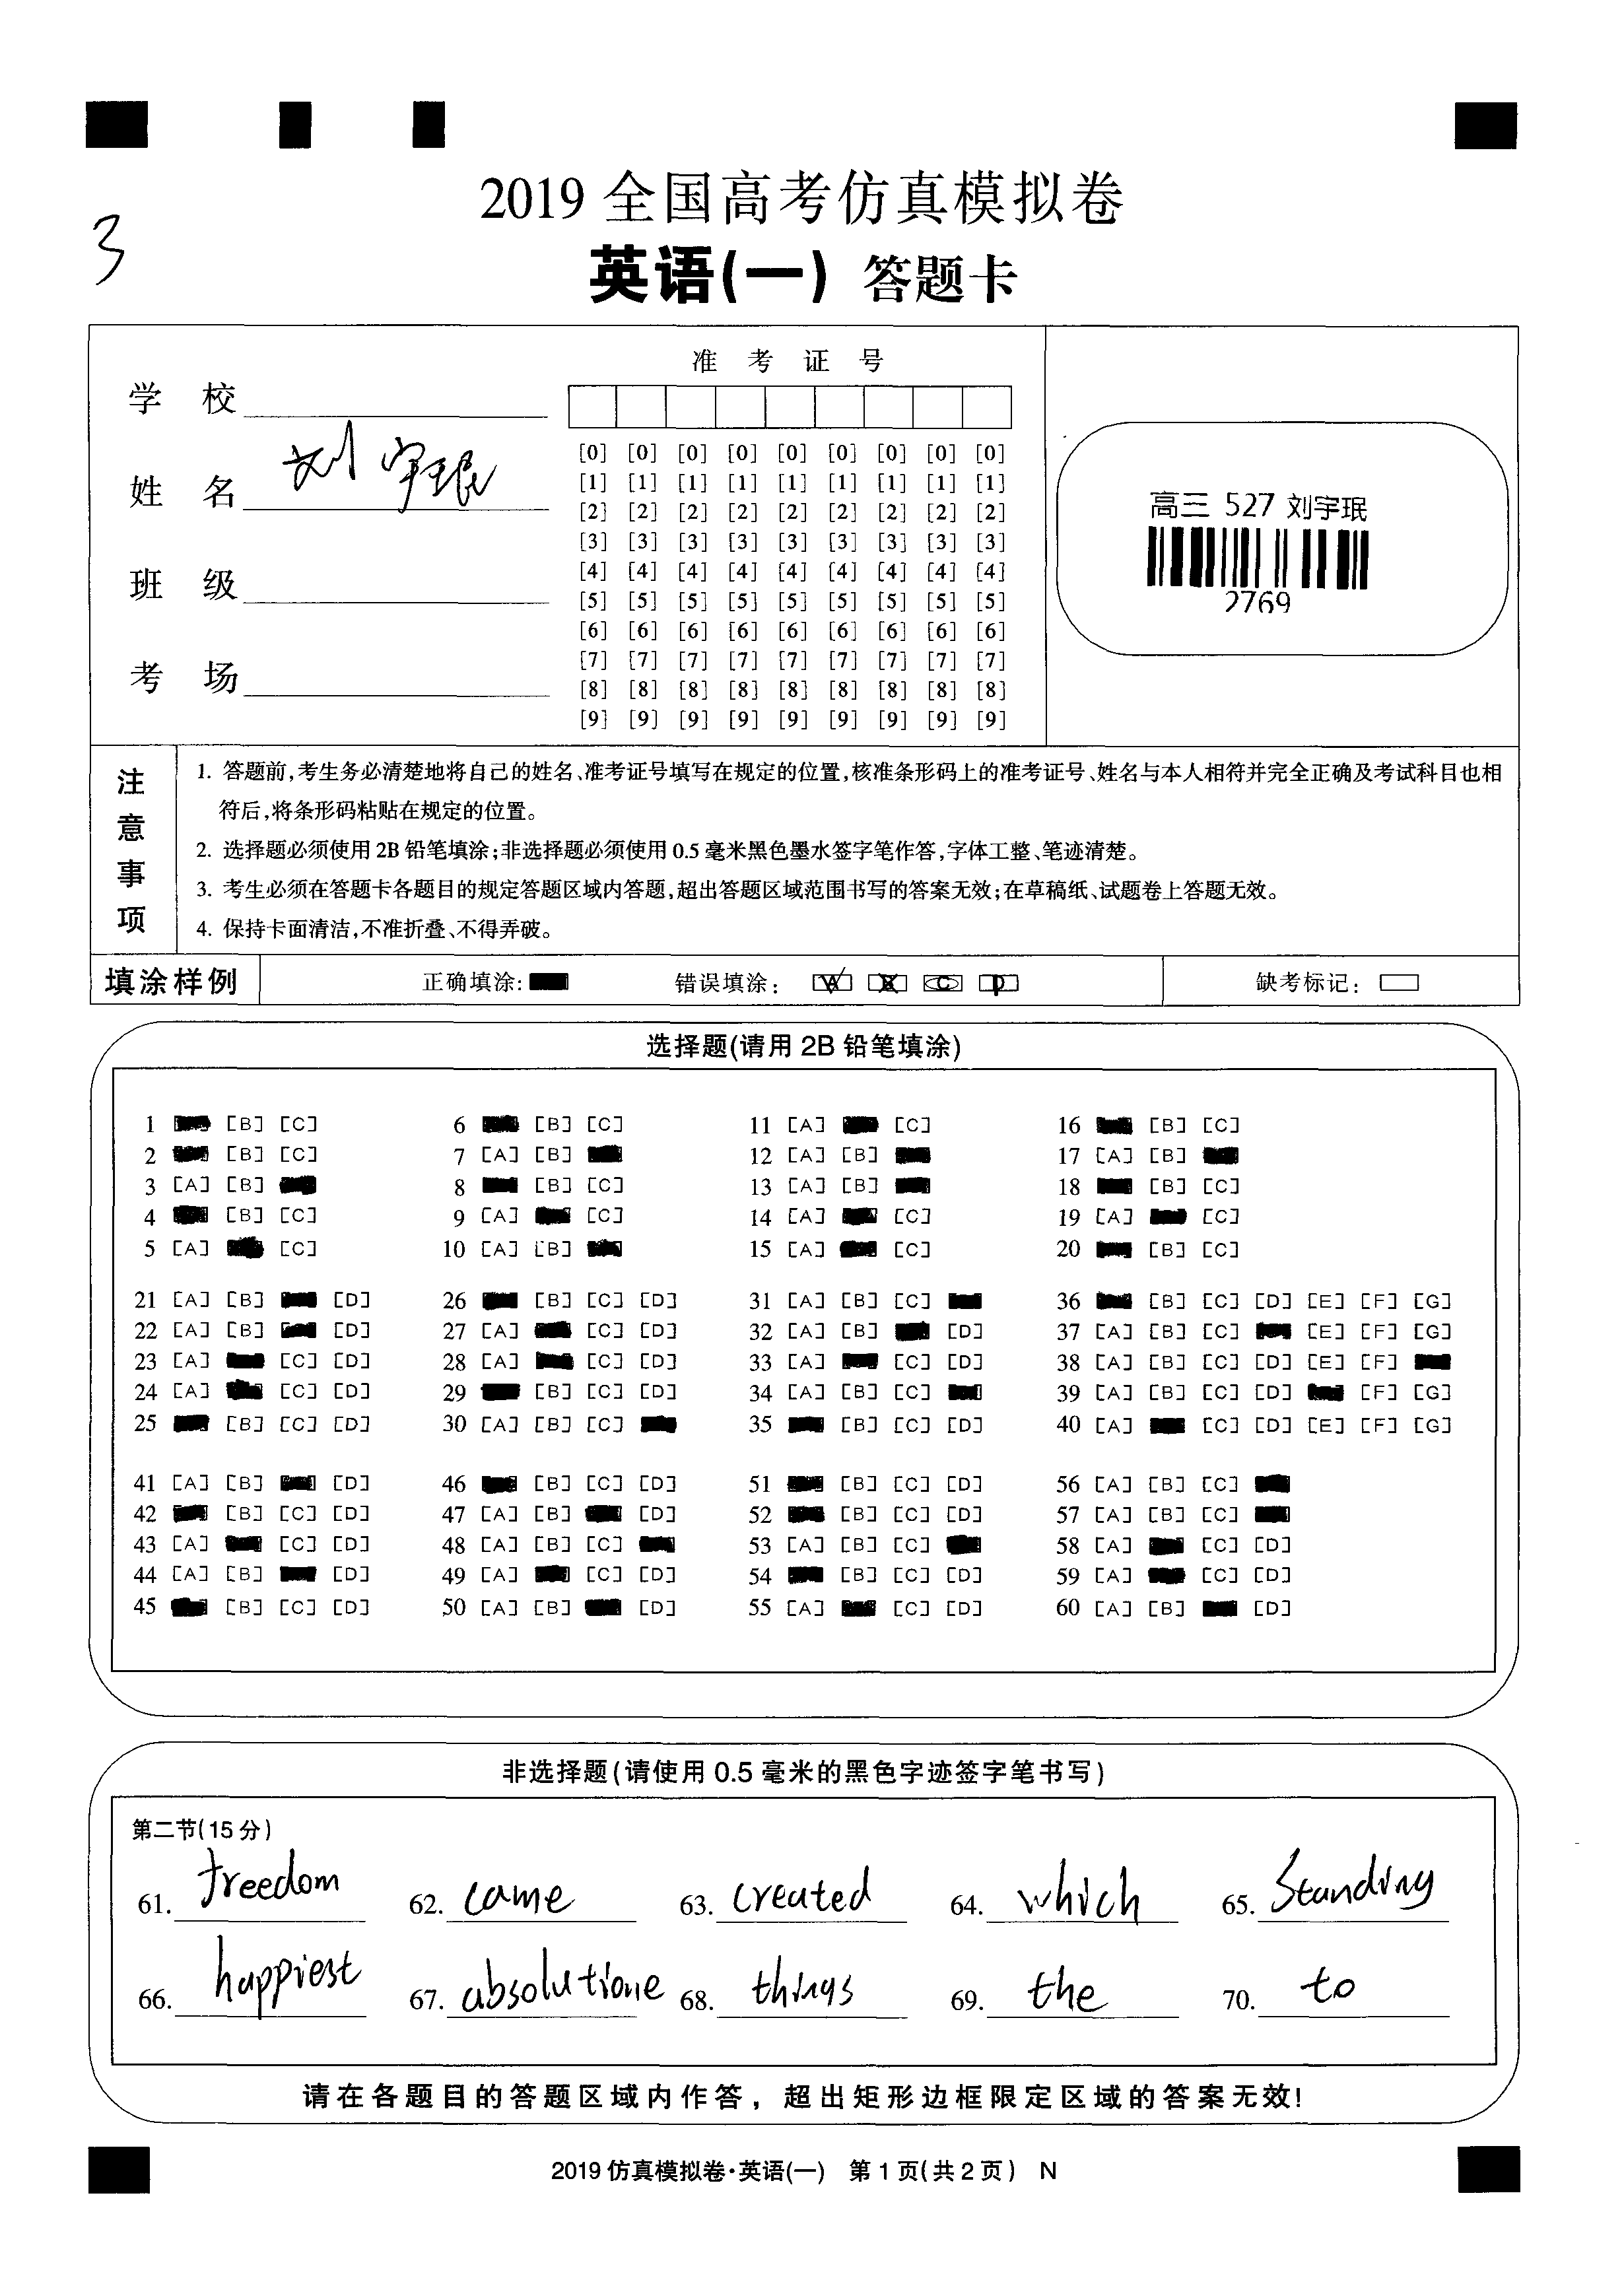 2019 全国高考仿真模拟卷
3
英语(一) 答题卡
准 考 证 号
学 校
姓 名 刘宇珉
班 级
考 场
[0] [0] [0] [0] [0] [0] [0] [0] [0]
[1] [1] [1] [1] [1] [1] [1] [1] [1]
[2] [2] [2] [2] [2] [2] [2] [2] [2]
[3] [3] [3] [3] [3] [3] [3] [3] [3]
[4] [4] [4] [4] [4] [4] [4] [4] [4]
[5] [5] [5] [5] [5] [5] [5] [5] [5]
[6] [6] [6] [6] [6] [6] [6] [6] [6]
[7] [7] [7] [7] [7] [7] [7] [7] [7]
[8] [8] [8] [8] [8] [8] [8] [8] [8]
[9] [9] [9] [9] [9] [9] [9] [9] [9]
高三 527 刘宇珉
2769
注意事项
1. 答题前,考生务必清楚地将自己的姓名、准考证号填写在规定的位置,核准条形码上的准考证号、姓名与本人相符并完全正确及考试科目也相
符后,将条形码粘贴在规定的位置。
2. 选择题必须使用 2B 铅笔填涂;非选择题必须使用 0.5 毫米黑色墨水签字笔作答,字体工整、笔迹清楚。
3. 考生必须在答题卡各题目的规定答题区域内答题,超出答题区域范围书写的答案无效;在草稿纸、试题卷上答题无效。
4. 保持卡面清洁,不准折叠、不得弄破。
填涂样例 正确填涂: 错误填涂: [A] [B] [C] [D] 缺考标记:
选择题(请用 2B 铅笔填涂)
1 [B] [C] 6 [B] [C] 11 [A] [C] 16 [B] [C]
2 [B] [C] 7 [A] [B] 12 [A] [B] 17 [A] [B]
3 [A] [B] 8 [B] [C] 13 [A] [B] 18 [B] [C]
4 [B] [C] 9 [A] [C] 14 [A] [C] 19 [A] [C]
5 [A] [C] 10 [A] [B] 15 [A] [C] 20 [B] [C]
21 [A] [B] [D] 26 [B] [C] [D] 31 [A] [B] [C] 36 [B] [C] [D] [E] [F] [G]
22 [A] [B] [D] 27 [A] [C] [D] 32 [A] [B] [D] 37 [A] [B] [C] [E] [F] [G]
23 [A] [C] [D] 28 [A] [C] [D] 33 [A] [C] [D] 38 [A] [B] [C] [D] [E] [F]
24 [A] [C] [D] 29 [B] [C] [D] 34 [A] [B] [C] 39 [A] [B] [C] [D] [F] [G]
25 [B] [C] [D] 30 [A] [B] [C] 35 [B] [C] [D] 40 [A] [C] [D] [E] [F] [G]
41 [A] [B] [D] 46 [B] [C] [D] 51 [B] [C] [D] 56 [A] [B] [C]
42 [B] [C] [D] 47 [A] [B] [D] 52 [B] [C] [D] 57 [A] [B] [C]
43 [A] [C] [D] 48 [A] [B] [C] 53 [A] [B] [C] 58 [A] [C] [D]
44 [A] [B] [D] 49 [A] [C] [D] 54 [B] [C] [D] 59 [A] [C] [D]
45 [B] [C] [D] 50 [A] [B] [D] 55 [A] [C] [D] 60 [A] [B] [D]
非选择题(请使用 0.5 毫米的黑色字迹签字笔书写)
第二节(15 分)
61. freedom 62. came 63. created 64. which 65. Standing
66. happiest 67. absolutione 68. things 69. the 70. to
请在各题目的答题区域内作答,超出矩形边框限定区域的答案无效!
2019 仿真模拟卷·英语(一) 第 1 页(共 2 页) N